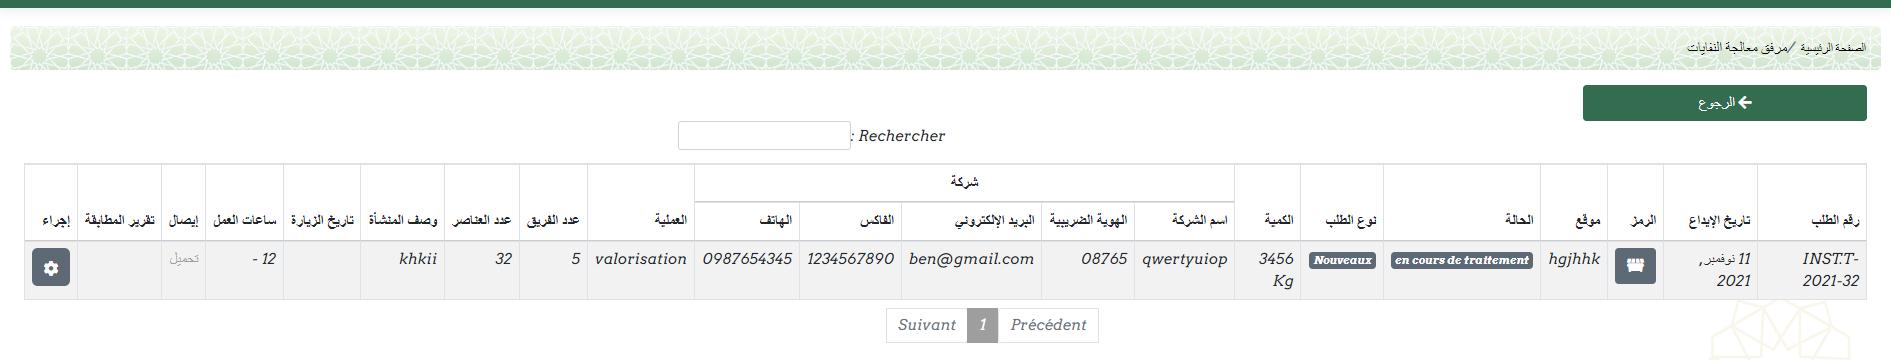 الصفحة الرئيسية /مرفق معالجة النفايات
الرجوع
Rechercher :
شركة
رقم الطلب تاريخ الإيداع الرمز موقع الحالة نوع الطلب الكمية اسم الشركة الهوية الضريبية البريد الإلكتروني الفاكس الهاتف العملية عدد الفريق عدد العناصر وصف المنشأة تاريخ الزيارة ساعات العمل إيصال تقرير المطابقة إجراء
INST.T- 11 نوفمبر, hgjhhk en cours de traitement Nouveaux 3456 qwertyuiop 08765 ben@gmail.com 1234567890 0987654345 valorisation 5 32 khkii 12 - تحميل
2021-32 2021 Kg
Précédent 1 Suivant